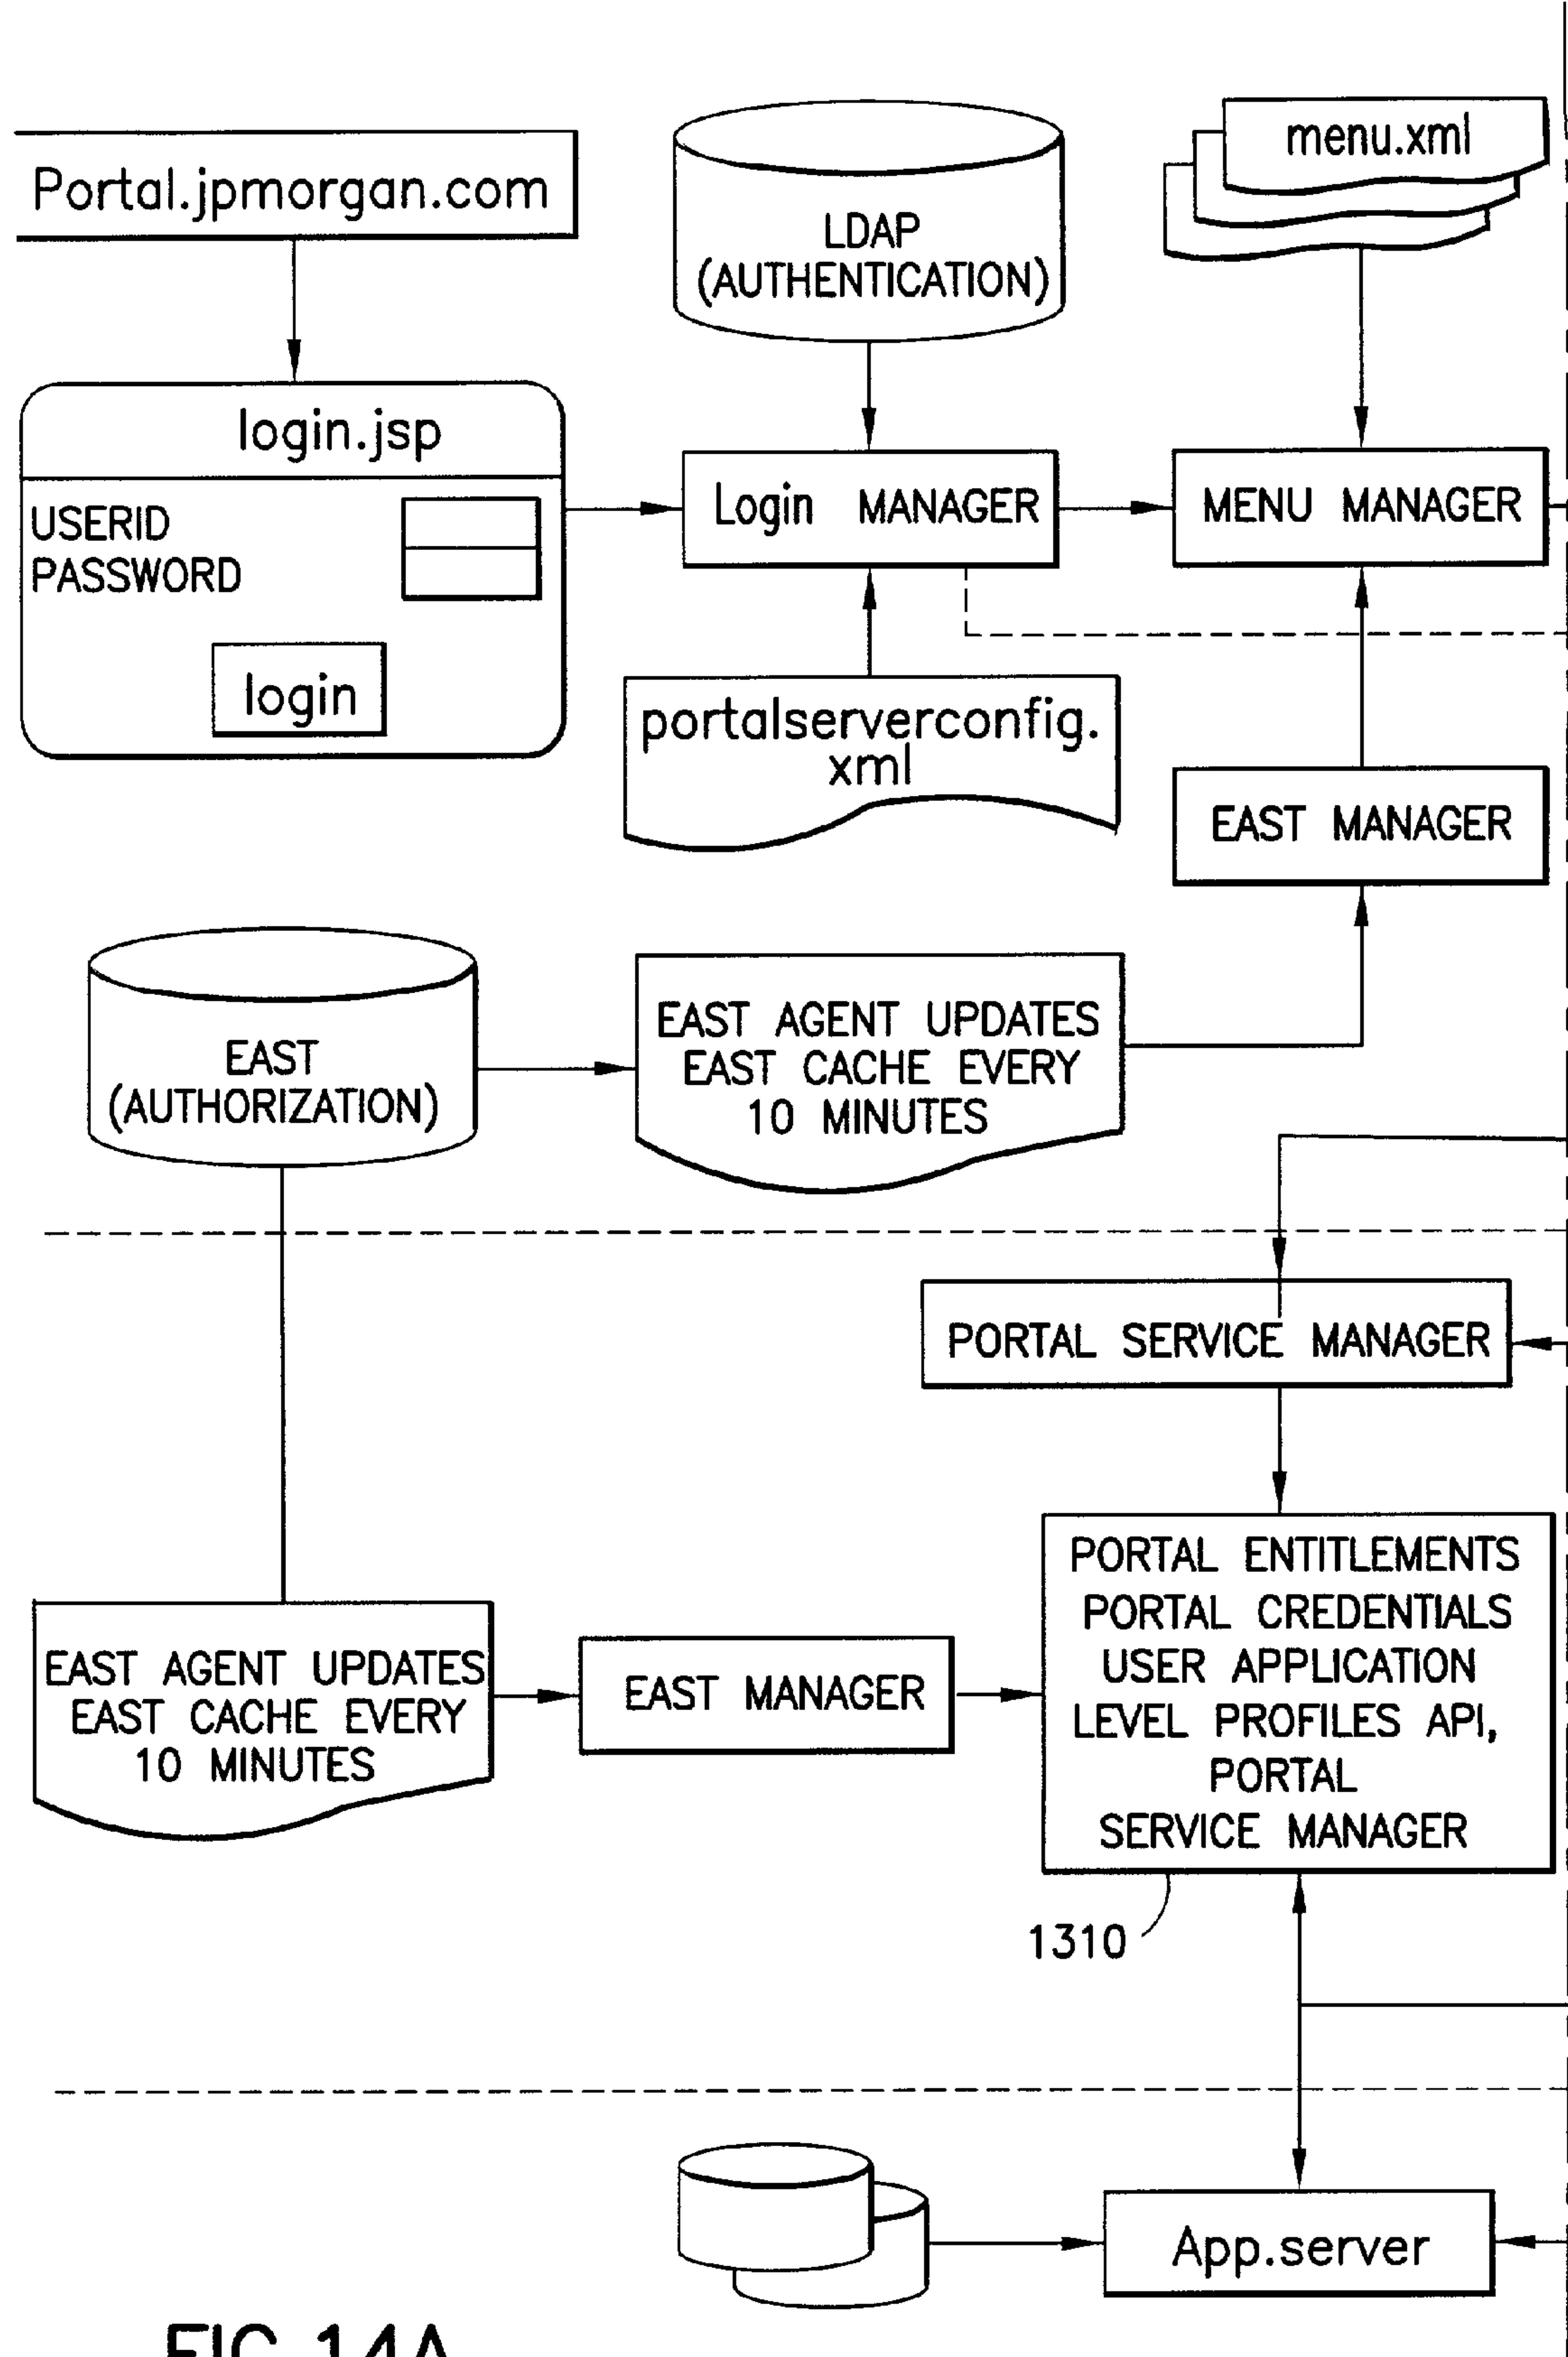 Portal.jpmorgan.com
LDAP
(AUTHENTICATION)
menu.xml
login.jsp
USERID
PASSWORD
login
Login MANAGER
MENU MANAGER
portalserverconfig.
xml
EAST MANAGER
EAST
(AUTHORIZATION)
EAST AGENT UPDATES
EAST CACHE EVERY
10 MINUTES
PORTAL SERVICE MANAGER
EAST AGENT UPDATES
EAST CACHE EVERY
10 MINUTES
EAST MANAGER
PORTAL ENTITLEMENTS
PORTAL CREDENTIALS
USER APPLICATION
LEVEL PROFILES API,
PORTAL
SERVICE MANAGER
1310
App.server
FIG. 14A